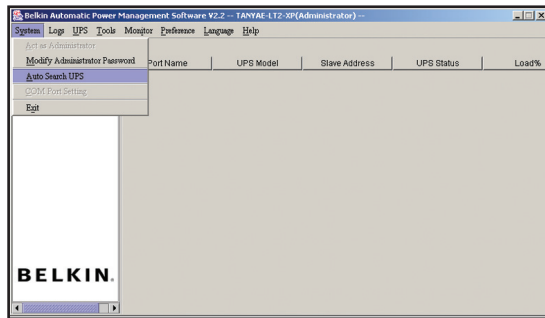 Belkin Automatic Power Management Software V2.2 -- TANYAE-LT2-XP(Administrator) --
System Logs UPS Tools Monitor Preference Language Help
Act as Administrator
Modify Administrator Password
Auto Search UPS
COM Port Setting
Exit
Port Name UPS Model Slave Address UPS Status Load%
BELKIN.